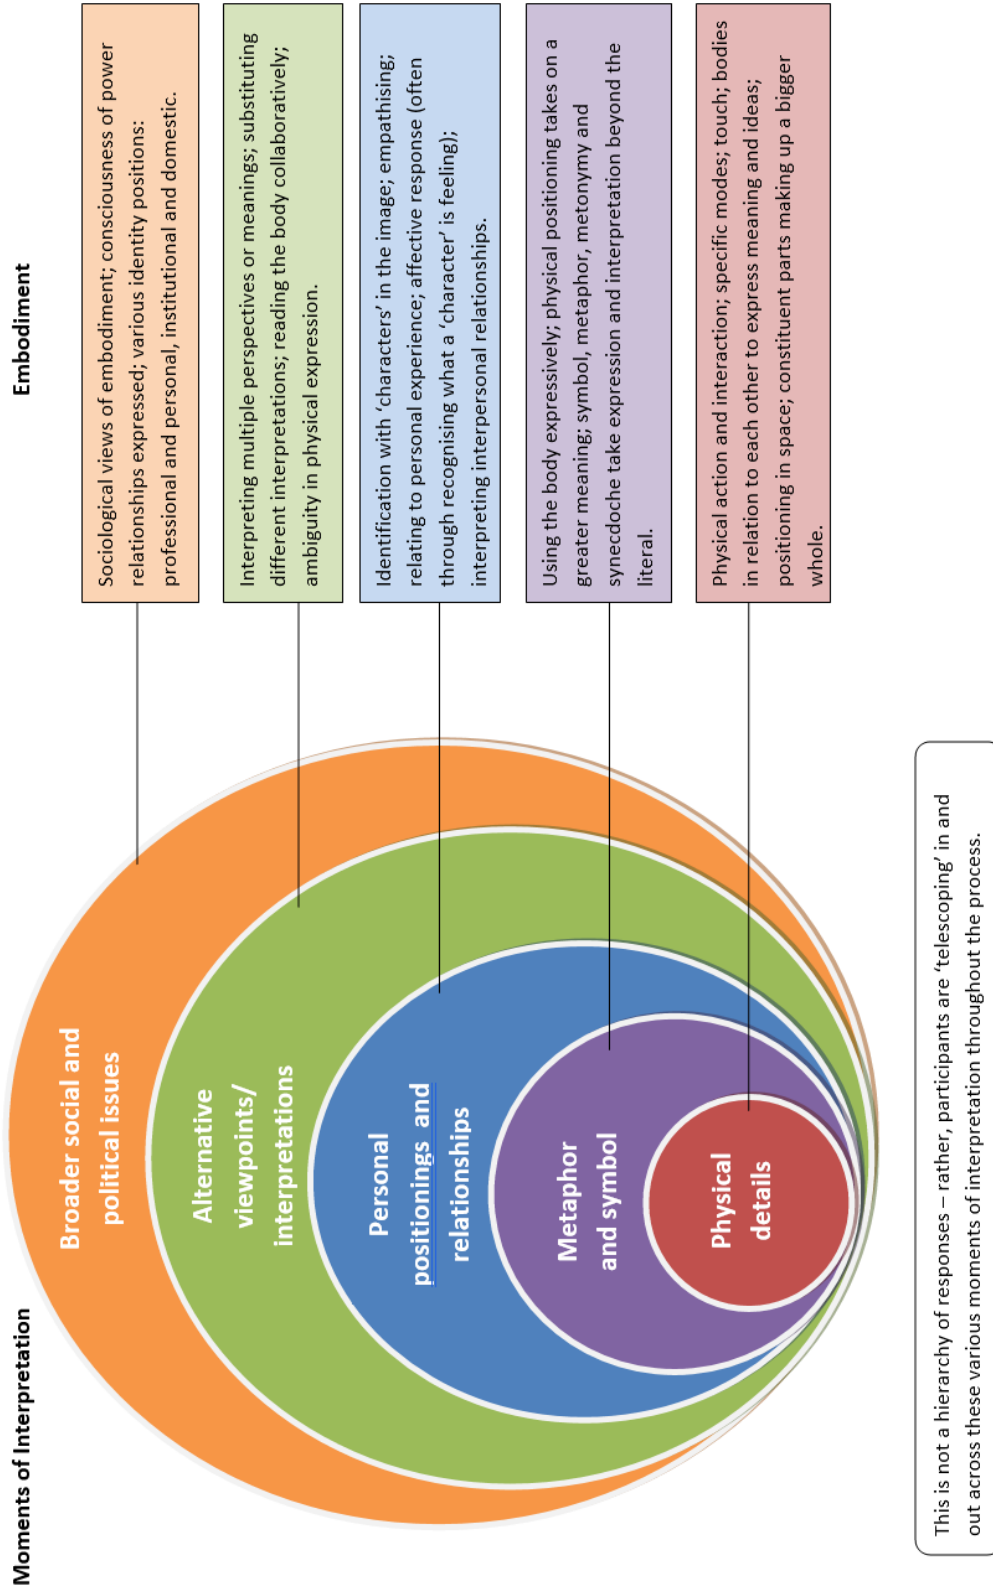 Moments of Interpretation
Embodiment
Broader social and
political issues
Sociological views of embodiment; consciousness of power
relationships expressed; various identity positions:
professional and personal, institutional and domestic.
Alternative
viewpoints/
interpretations
Interpreting multiple perspectives or meanings; substituting
different interpretations; reading the body collaboratively;
ambiguity in physical expression.
Personal
positionings and
relationships
Identification with ‘characters’ in the image; empathising;
relating to personal experience; affective response (often
through recognising what a ‘character’ is feeling);
interpreting interpersonal relationships.
Metaphor
and symbol
Using the body expressively; physical positioning takes on a
greater meaning; symbol, metaphor, metonymy and
synecdoche take expression and interpretation beyond the
literal.
Physical
details
Physical action and interaction; specific modes; touch; bodies
in relation to each other to express meaning and ideas;
positioning in space; constituent parts making up a bigger
whole.
This is not a hierarchy of responses – rather, participants are ‘telescoping’ in and
out across these various moments of interpretation throughout the process.